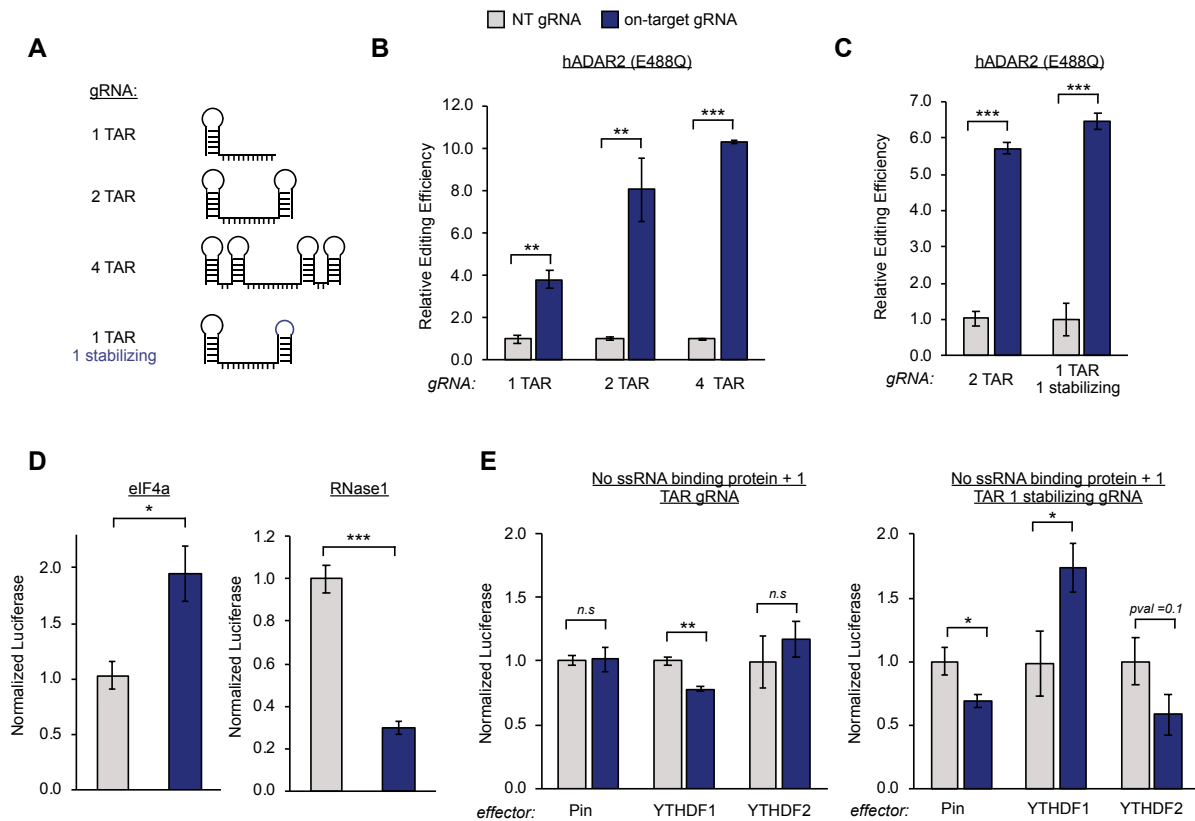 NT gRNA on-target gRNA
A
gRNA:
1 TAR
2 TAR
4 TAR
1 TAR
1 stabilizing
B
hADAR2 (E488Q)
Relative Editing Efficiency
12.0
10.0
8.0
6.0
4.0
2.0
0.0
** ** ***
gRNA: 1 TAR 2 TAR 4 TAR
C
hADAR2 (E488Q)
Relative Editing Efficiency
7.0
6.0
5.0
4.0
3.0
2.0
1.0
0.0
*** ***
gRNA: 2 TAR 1 TAR
1 stabilizing
D
eIF4a
Normalized Luciferase
2.0
1.5
1.0
0.5
0.0
*
RNase1
Normalized Luciferase
1.2
1.0
0.8
0.6
0.4
0.2
0.0
***
E
No ssRNA binding protein + 1
TAR gRNA
Normalized Luciferase
2.0
1.5
1.0
0.5
0.0
n.s ** n.s
effector: Pin YTHDF1 YTHDF2
No ssRNA binding protein + 1
TAR 1 stabilizing gRNA
Normalized Luciferase
2.0
1.5
1.0
0.5
0.0
* * pval =0.1
effector: Pin YTHDF1 YTHDF2